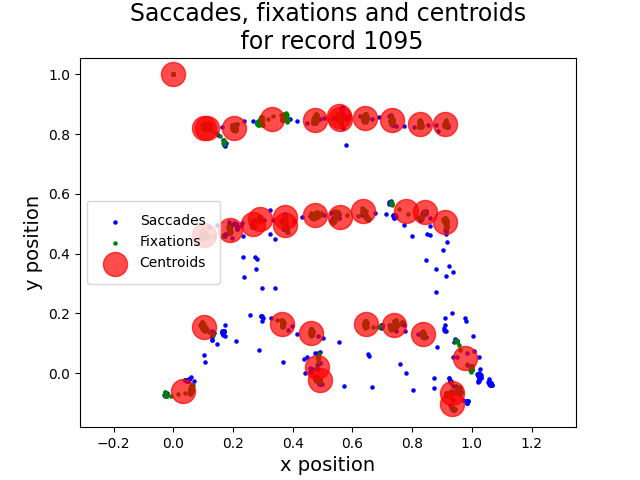 Saccades, fixations and centroids
for record 1095
y position
1.0
0.8
0.6
0.4
0.2
0.0
Saccades
Fixations
Centroids
−0.2 0.0 0.2 0.4 0.6 0.8 1.0 1.2
x position